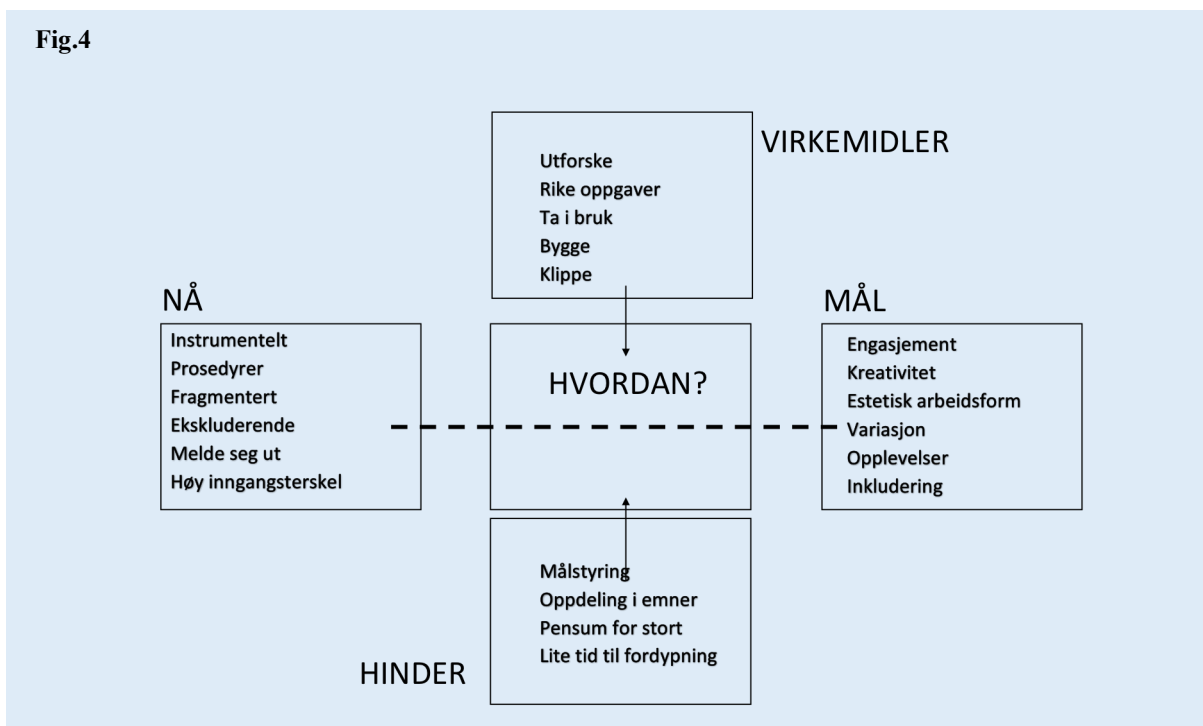 Fig.4
VIRKEMIDLER
Utforske
Rike oppgaver
Ta i bruk
Bygge
Klippe
NÅ
Instrumentelt
Prosedyrer
Fragmentert
Ekskluderende
Melde seg ut
Høy inngangsterskel
HVORDAN?
MÅL
Engasjement
Kreativitet
Estetisk arbeidsform
Variasjon
Opplevelser
Inkludering
Målstyring
Oppdeling i emner
Pensum for stort
Lite tid til fordypning
HINDER